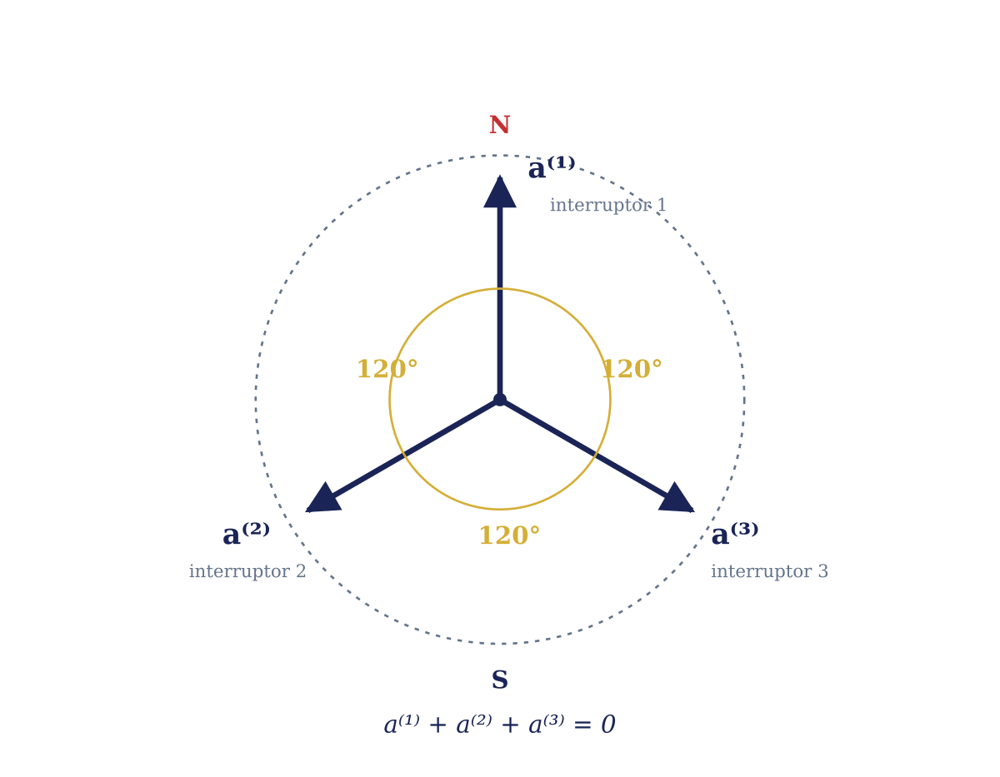 N
a⁽¹⁾
interruptor 1
120°
120°
a⁽²⁾
interruptor 2
120°
a⁽³⁾
interruptor 3
S
a⁽¹⁾ + a⁽²⁾ + a⁽³⁾ = 0